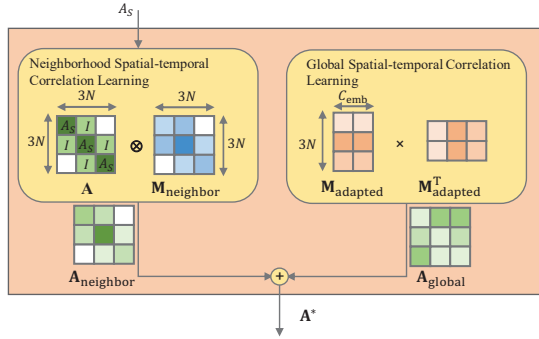 A_S
Neighborhood Spatial-temporal
Correlation Learning
3N
3N
A_S I
I A_S I
I A_S
A
⊗
3N
3N
M_neighbor
Global Spatial-temporal Correlation
Learning
C_emb
3N
M_adapted
×
M_adapted^T
A_neighbor
+
A_global
A*